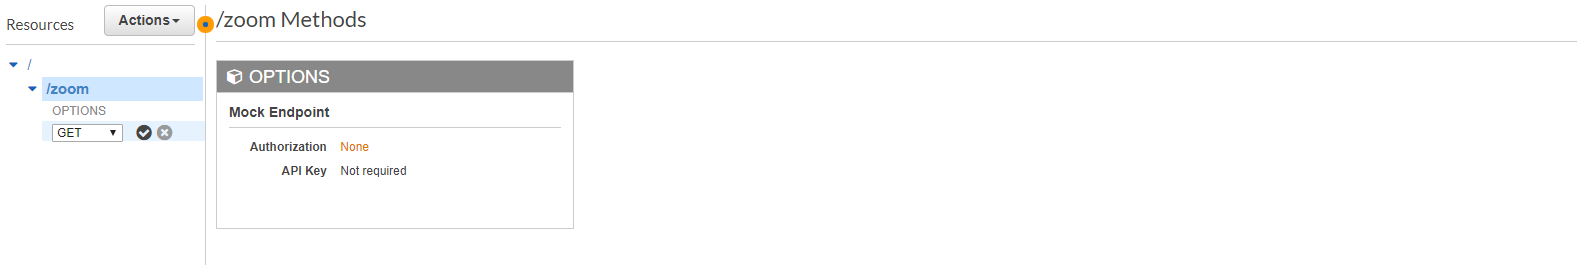 Resources
Actions
/
/zoom
OPTIONS
GET
/zoom Methods
OPTIONS
Mock Endpoint
Authorization None
API Key Not required